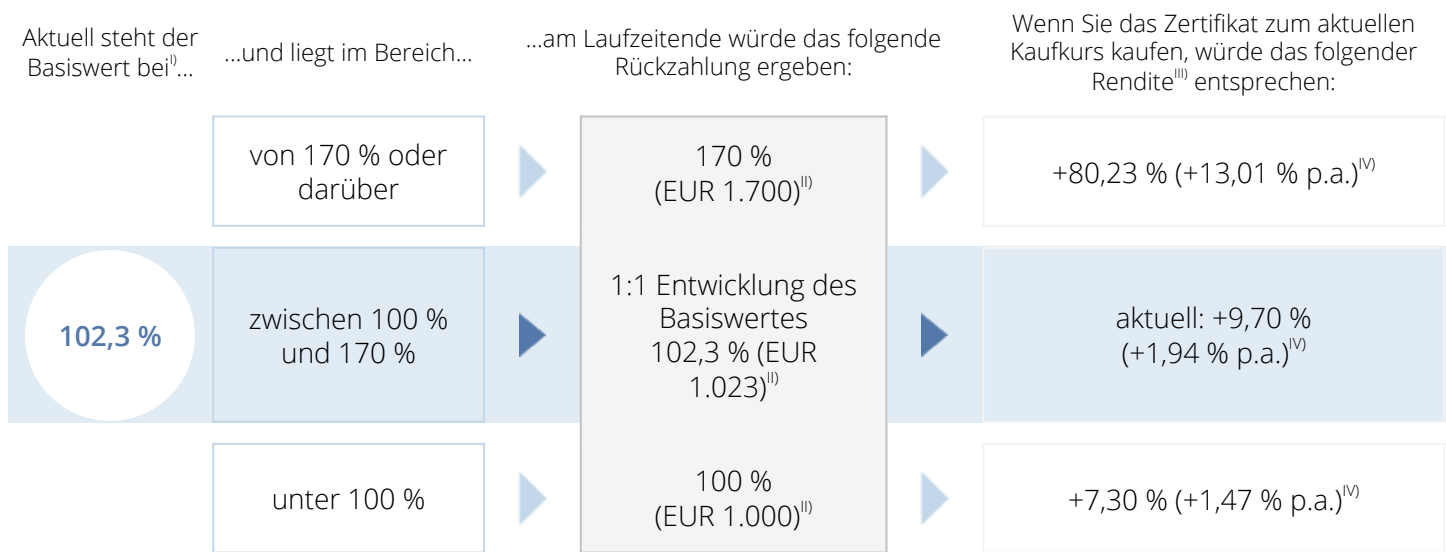 Aktuell steht der
Basiswert bei I)...
...und liegt im Bereich...
...am Laufzeitende würde das folgende
Rückzahlung ergeben:
Wenn Sie das Zertifikat zum aktuellen
Kaufkurs kaufen, würde das folgender
Rendite III) entsprechen:
von 170 % oder
darüber
170 %
(EUR 1.700) II)
+80,23 % (+13,01 % p.a.) IV)
102,3 %
zwischen 100 %
und 170 %
1:1 Entwicklung des
Basiswertes
102,3 % (EUR
1.023) II)
aktuell: +9,70 %
(+1,94 % p.a.) IV)
unter 100 %
100 %
(EUR 1.000) II)
+7,30 % (+1,47 % p.a.) IV)